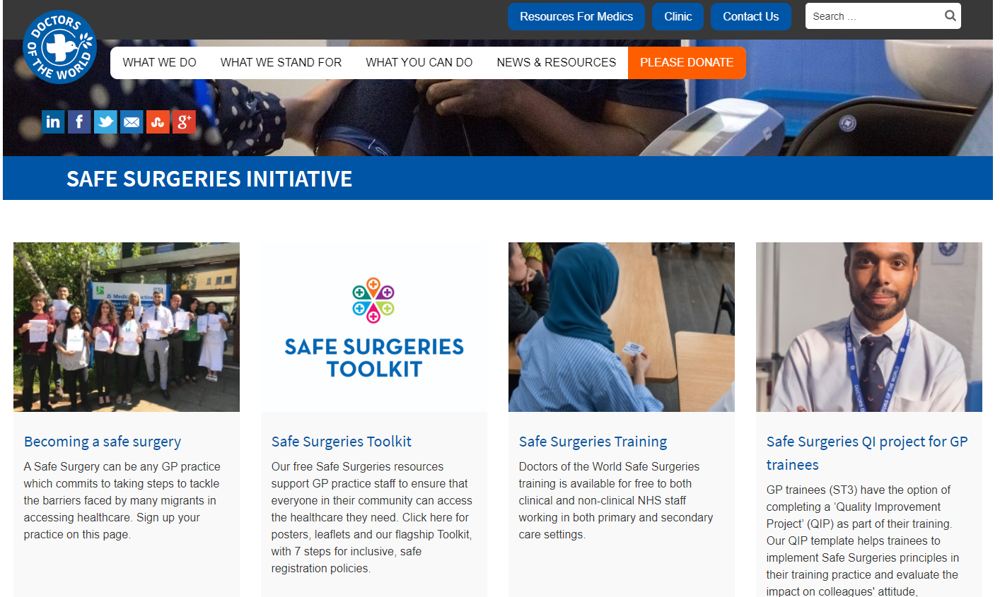 Resources For Medics
Clinic
Contact Us
Search ...
DOCTORS OF THE WORLD
WHAT WE DO
WHAT WE STAND FOR
WHAT YOU CAN DO
NEWS & RESOURCES
PLEASE DONATE
in
f
g+
SAFE SURGERIES INITIATIVE
SAFE SURGERIES
TOOLKIT
DOCTORS OF THE WORLD
Becoming a safe surgery
A Safe Surgery can be any GP practice
which commits to taking steps to tackle
the barriers faced by many migrants in
accessing healthcare. Sign up your
practice on this page.
Safe Surgeries Toolkit
Our free Safe Surgeries resources
support GP practice staff to ensure that
everyone in their community can access
the healthcare they need. Click here for
posters, leaflets and our flagship Toolkit,
with 7 steps for inclusive, safe
registration policies.
Safe Surgeries Training
Doctors of the World Safe Surgeries
training is available for free to both
clinical and non-clinical NHS staff
working in both primary and secondary
care settings.
Safe Surgeries QI project for GP
trainees
GP trainees (ST3) have the option of
completing a ‘Quality Improvement
Project’ (QIP) as part of their training.
Our QIP template helps trainees to
implement Safe Surgeries principles in
their training practice and evaluate the
impact on colleagues' attitude,